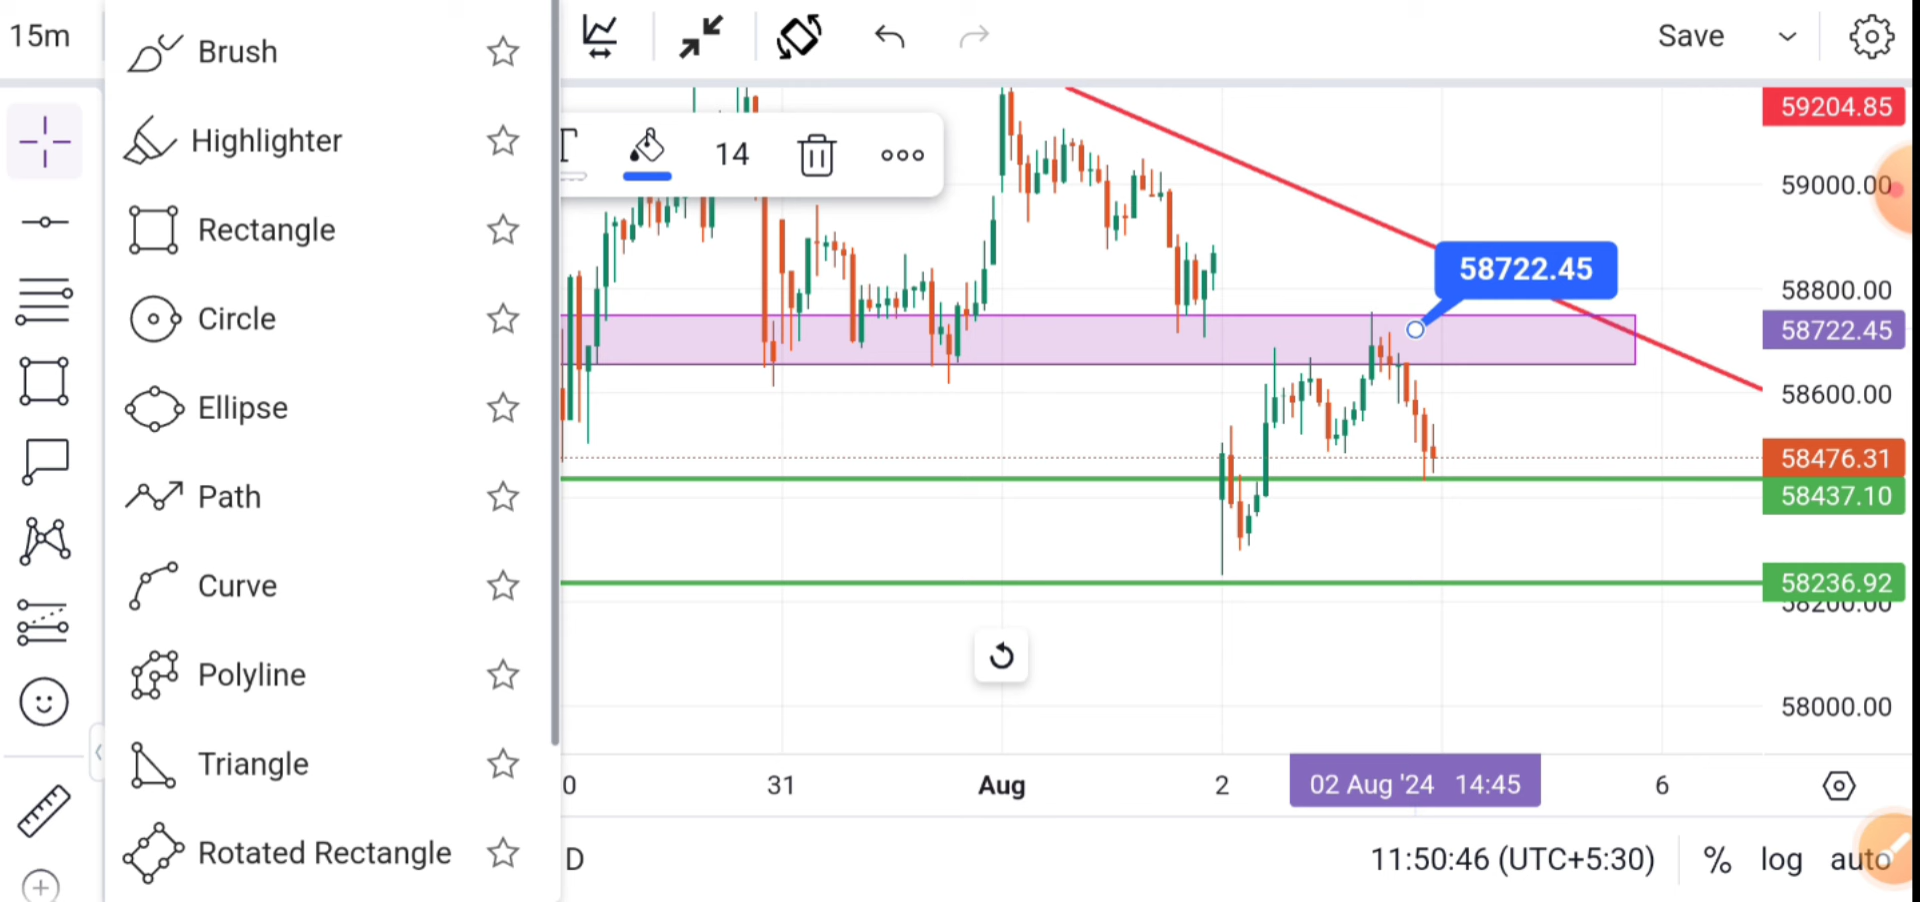 15m
Save
Brush
Highlighter
Rectangle
Circle
Ellipse
Path
Curve
Polyline
Triangle
Rotated Rectangle
T
14
58722.45
59204.85
59000.00
58800.00
58722.45
58600.00
58476.31
58437.10
58236.92
58200.00
58000.00
0
31
Aug
2
02 Aug '24 14:45
6
D
11:50:46 (UTC+5:30)
%
log
auto